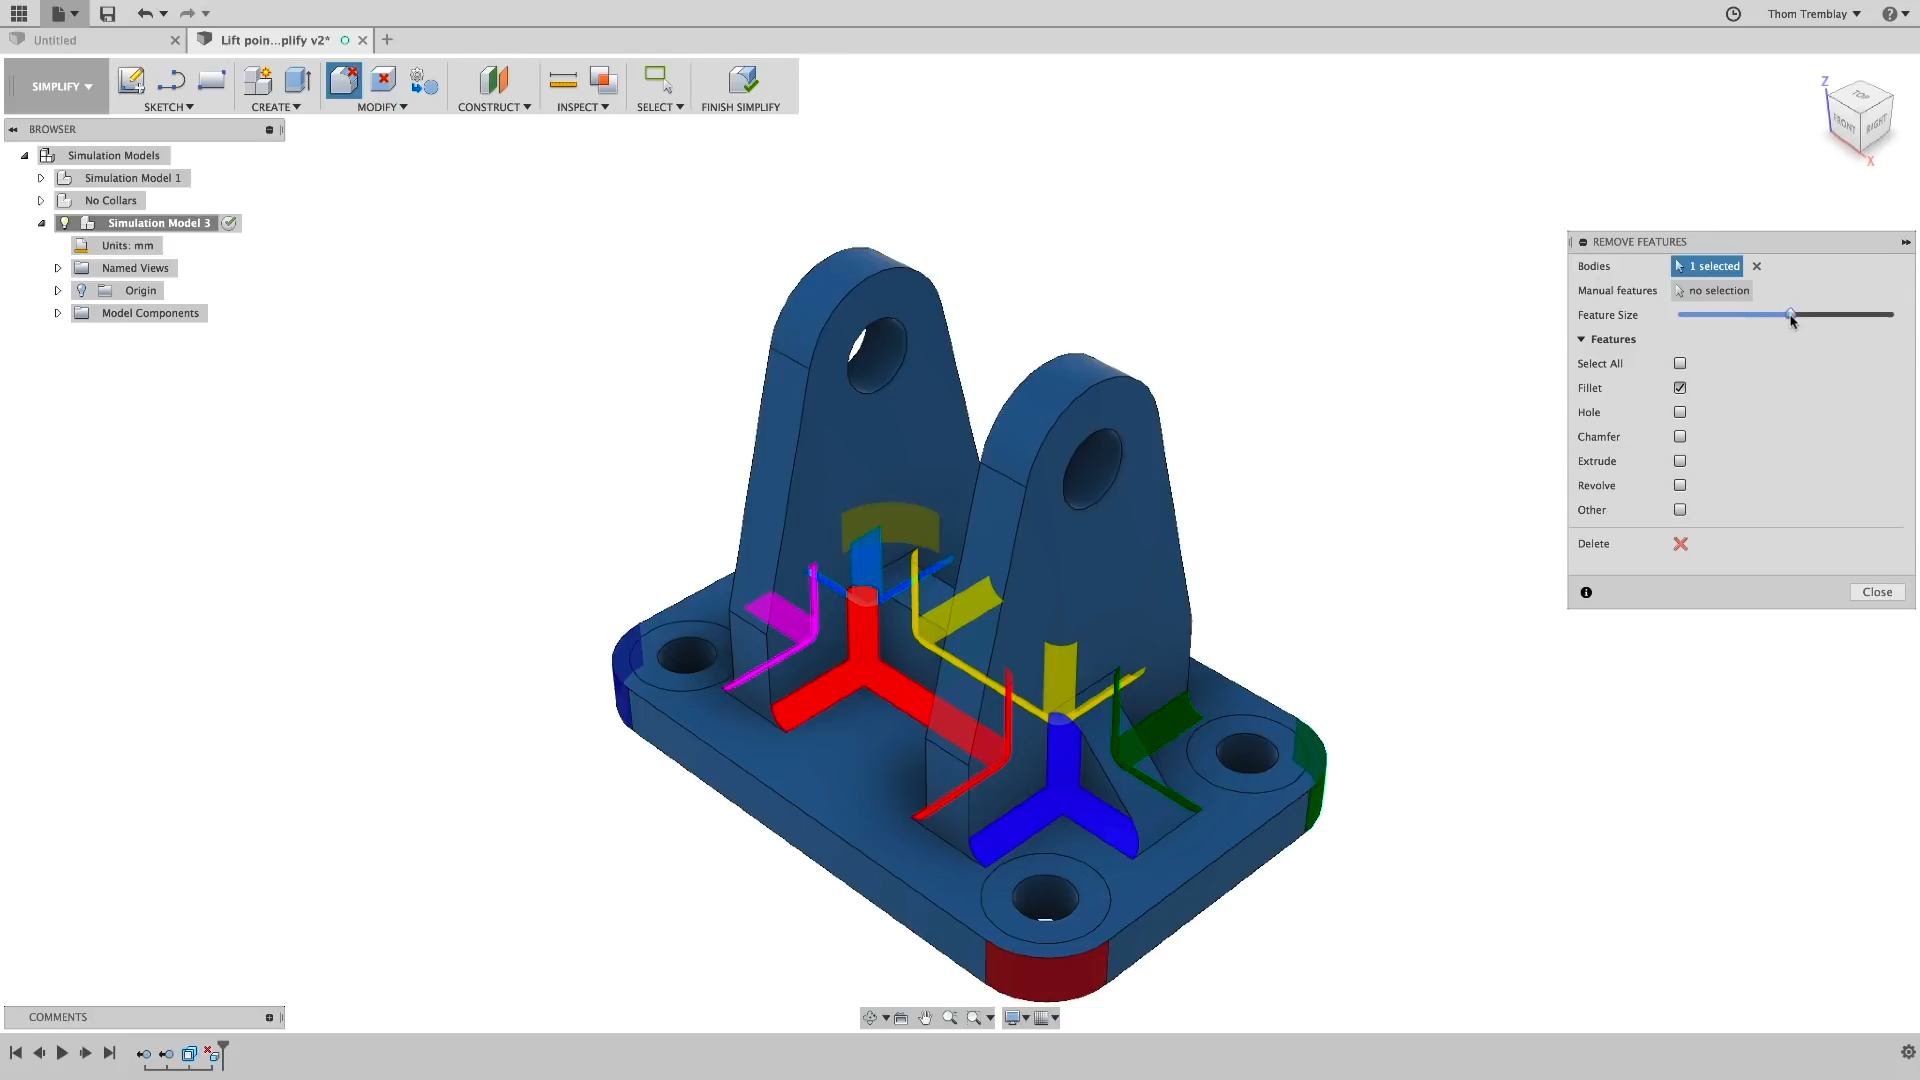 Thom Tremblay
Untitled
Lift poin...plify v2*
SIMPLIFY
SKETCH
CREATE
MODIFY
CONSTRUCT
INSPECT
SELECT
FINISH SIMPLIFY
Z
TOP
FRONT
RIGHT
X
BROWSER
Simulation Models
Simulation Model 1
No Collars
Simulation Model 3
Units: mm
Named Views
Origin
Model Components
REMOVE FEATURES
Bodies 1 selected
Manual features no selection
Feature Size
Features
Select All
Fillet
Hole
Chamfer
Extrude
Revolve
Other
Delete
Close
COMMENTS